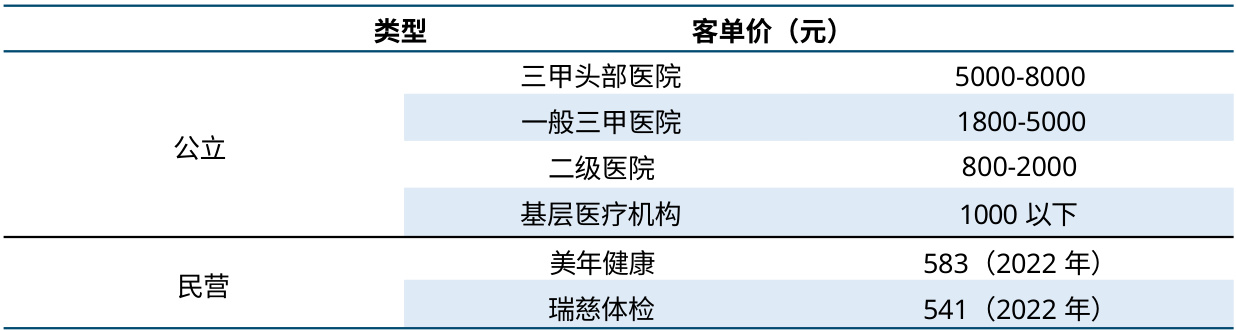 类型 客单价（元）
三甲头部医院 5000-8000
一般三甲医院 1800-5000
公立
二级医院 800-2000
基层医疗机构 1000 以下
美年健康 583（2022 年）
民营
瑞慈体检 541（2022 年）